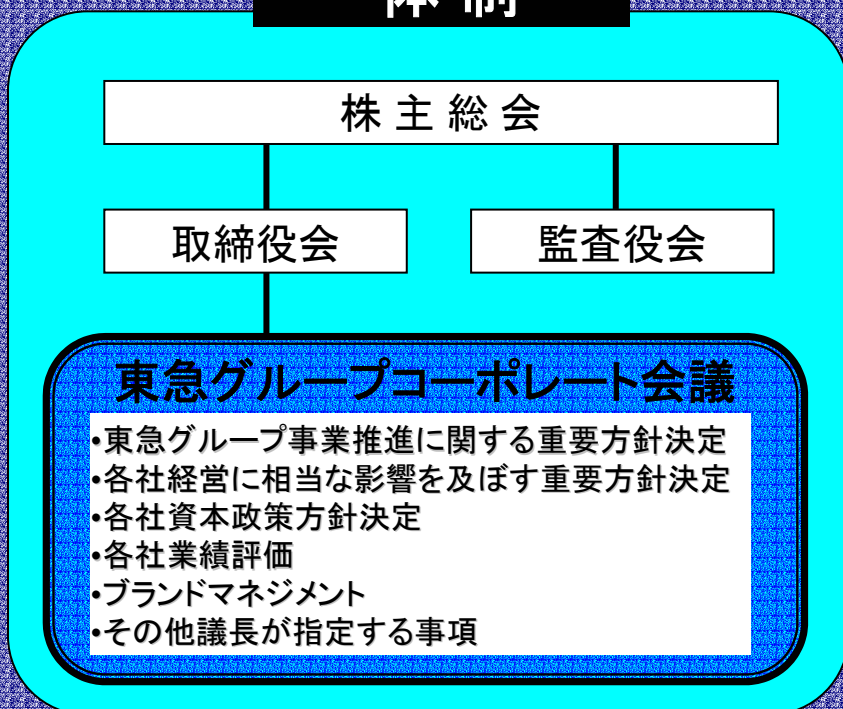 体 制
株 主 総 会
取締役会
監査役会
東急グループコーポレート会議
•東急グループ事業推進に関する重要方針決定
•各社経営に相当な影響を及ぼす重要方針決定
•各社資本政策方針決定
•各社業績評価
•ブランドマネジメント
•その他議長が指定する事項